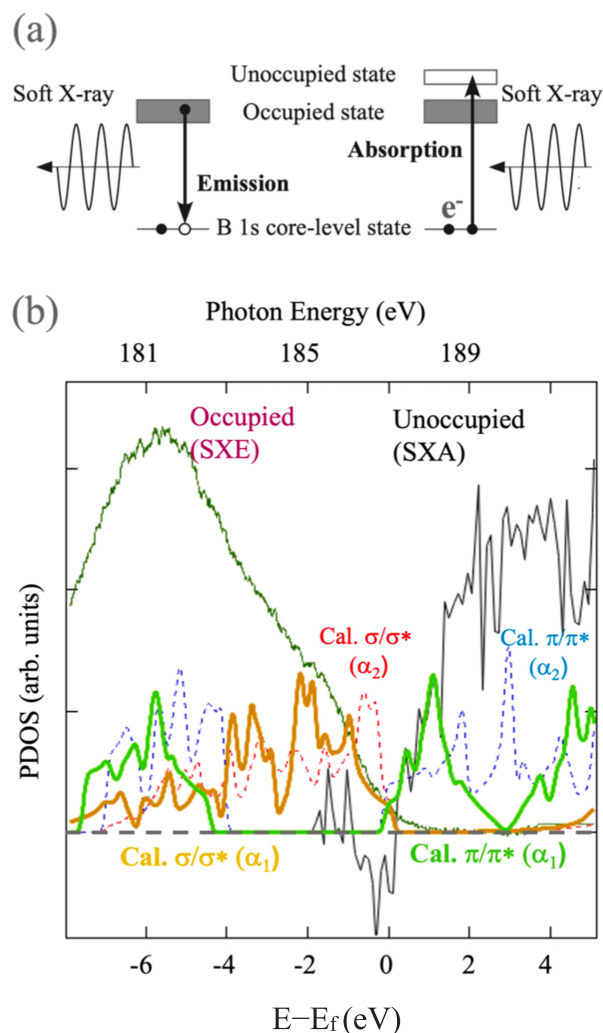 (a)
Unoccupied state
Soft X-ray
Soft X-ray
Occupied state
Absorption
Emission
e-
B 1s core-level state
(b)
Photon Energy (eV)
181 185 189
Occupied
(SXE)
Unoccupied
(SXA)
Cal. σ/σ*
(α₂)
Cal. π/π*
(α₂)
PDOS (arb. units)
Cal. σ/σ* (α₁)
Cal. π/π* (α₁)
-6 -4 -2 0 2 4
E−Ef (eV)